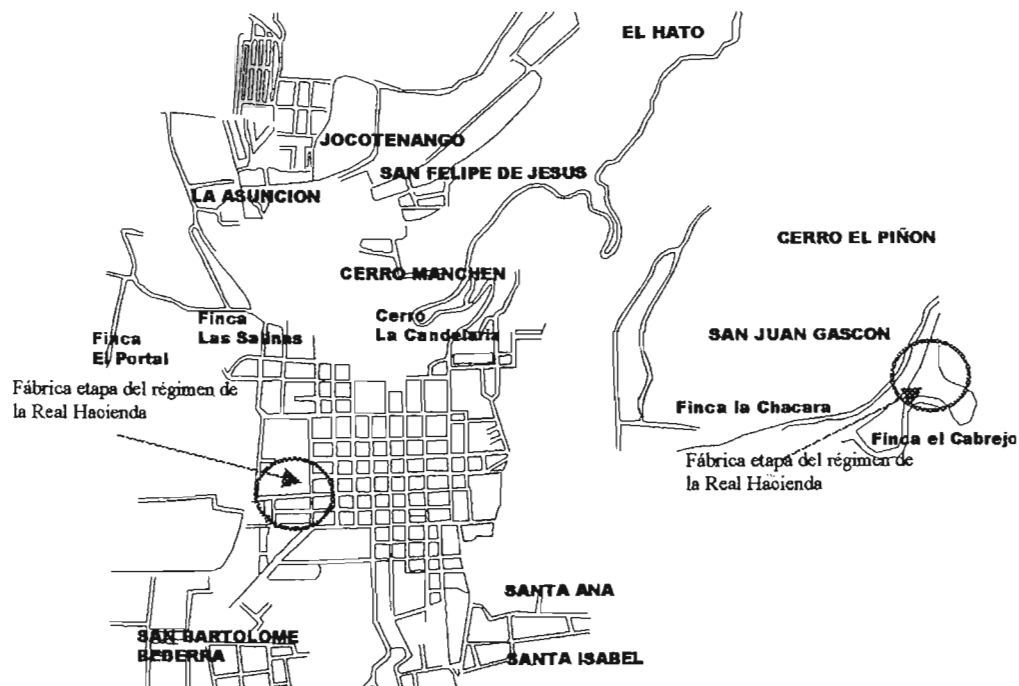 EL HATO
JOCOTENANGO
SAN FELIPE DE JESUS
LA ASUNCION
CERRO EL PIÑON
CERRO MANCHEN
Finca
Las Salinas
Cerro
La Candelaria
Finca
El Portal
SAN JUAN GASCON
Fábrica etapa del régimen de
la Real Hacienda
Finca la Chacara
Finca el Cabrejo
Fábrica etapa del régimen de
la Real Hacienda
SANTA ANA
SAN BARTOLOME
BEDERRA
SANTA ISABEL